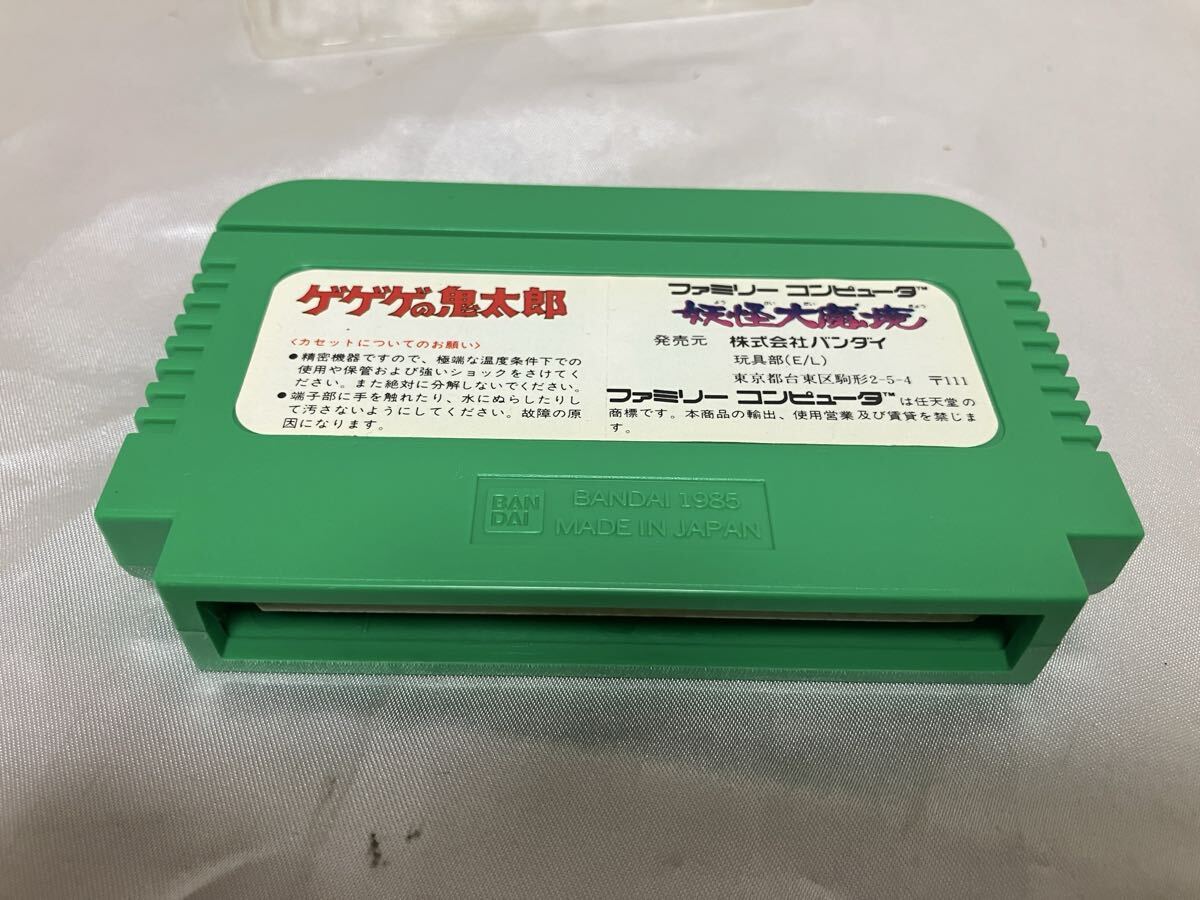 ゲゲゲの鬼太郎
〈カセットについてのお願い〉
●精密機器ですので、極端な温度条件下での
使用や保管および強いショックをさけてく
ださい。また絶対に分解しないでください。
●端子部に手を触れたり、水にぬらしたりし
て汚さないようにしてください。故障の原
因になります。
ファミリー コンピュータ™
よう かい だい ま きょう
妖怪大魔境
発売元 株式会社バンダイ
玩具部(E/L)
東京都台東区駒形2-5-4 〒111
ファミリー コンピュータ™は任天堂の
商標です。本商品の輸出、使用営業及び賃貸を禁じま
す。
BAN
DAI
BANDAI 1985
MADE IN JAPAN